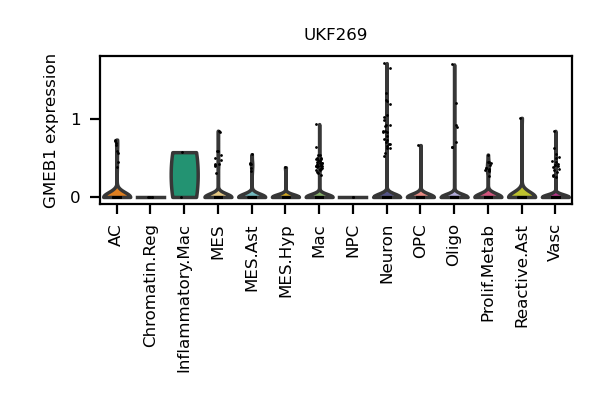 UKF269
GMEB1 expression
1
0
AC
Chromatin.Reg
Inflammatory.Mac
MES
MES.Ast
MES.Hyp
Mac
NPC
Neuron
OPC
Oligo
Prolif.Metab
Reactive.Ast
Vasc